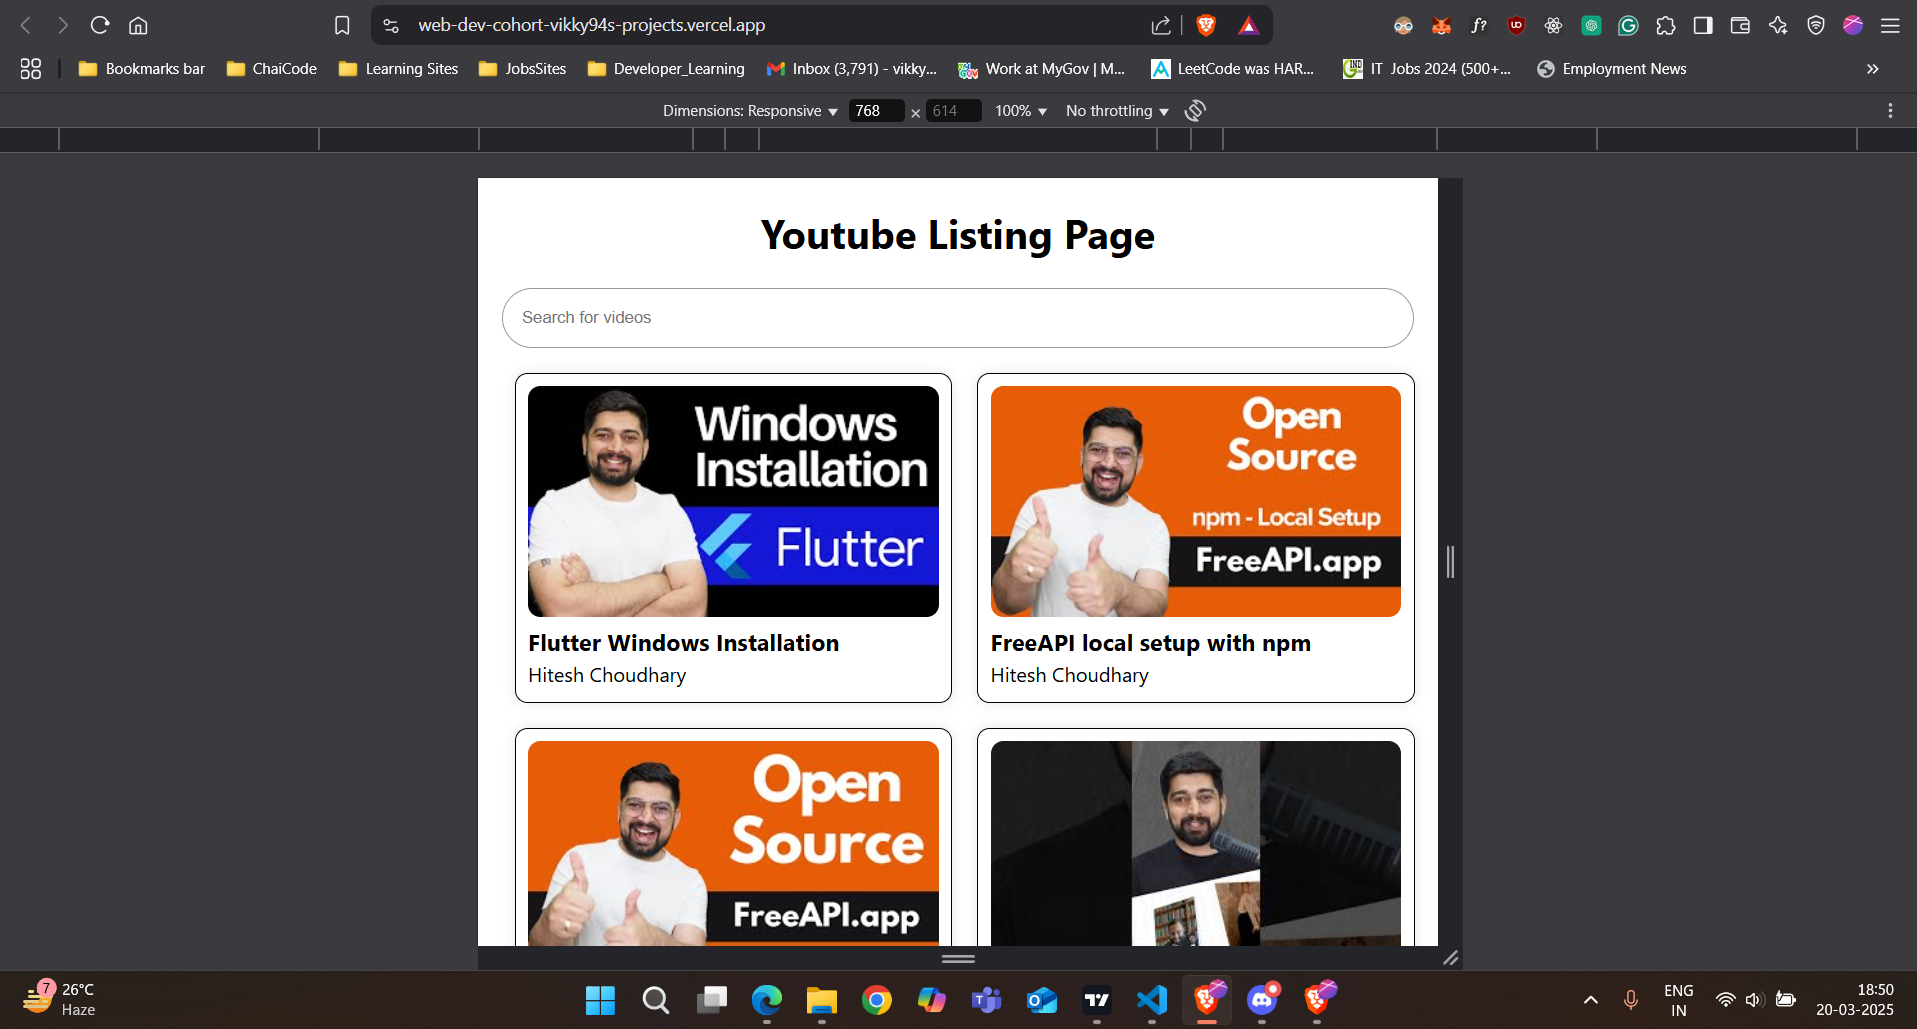 web-dev-cohort-vikky94s-projects.vercel.app
f?
UO
Bookmarks bar
ChaiCode
Learning Sites
JobsSites
Developer_Learning
Inbox (3,791) - vikky...
Work at MyGov | M...
LeetCode was HAR...
IT Jobs 2024 (500+...
Employment News
Dimensions: Responsive
768
×
614
100%
No throttling
Youtube Listing Page
Search for videos
Windows
Installation
Flutter
Flutter Windows Installation
Hitesh Choudhary
Open
Source
npm - Local Setup
FreeAPI.app
FreeAPI local setup with npm
Hitesh Choudhary
Open
Source
FreeAPI.app
7
26°C
Haze
ENG
IN
18:50
20-03-2025